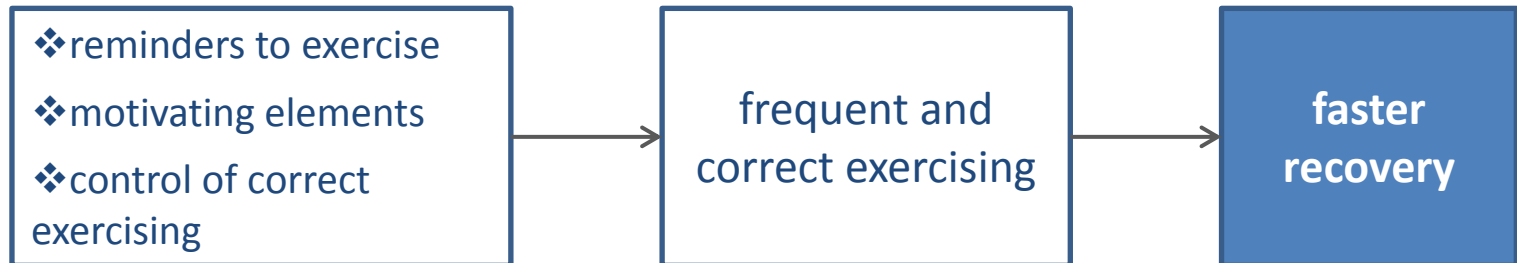 ❖reminders to exercise
❖motivating elements
❖control of correct
exercising
frequent and
correct exercising
faster
recovery